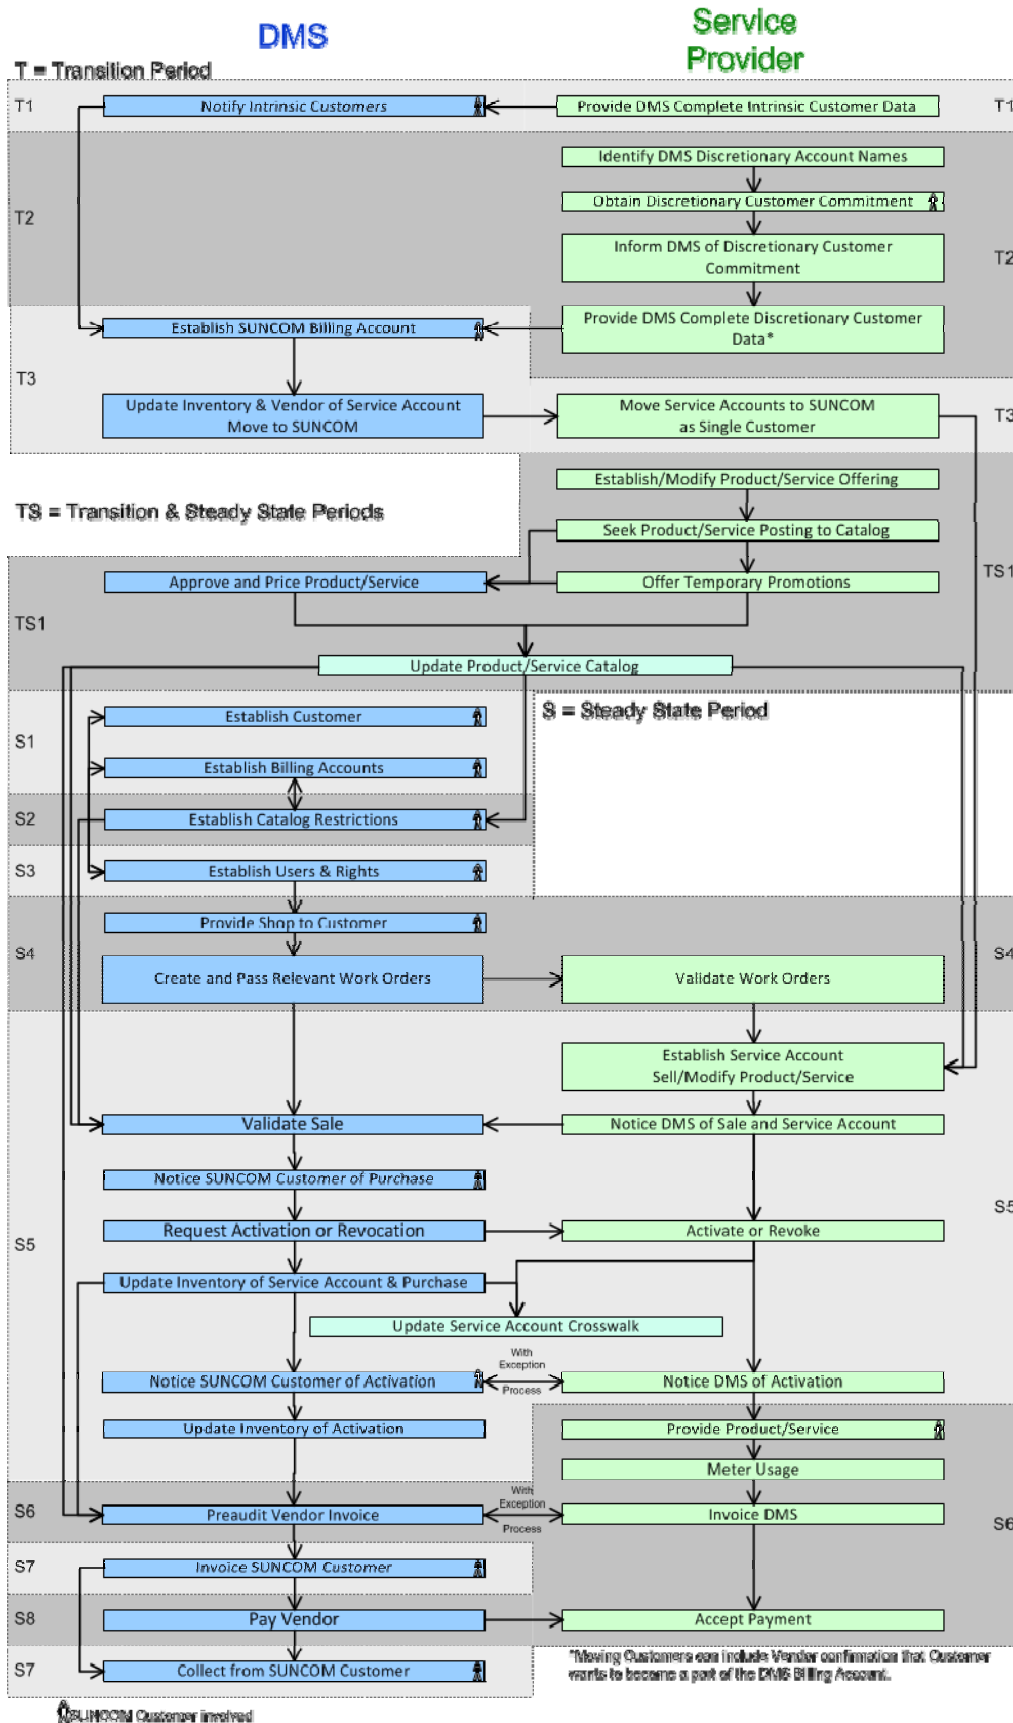 DMS
Service
Provider
T = Transition Period
T1
Notify Intrinsic Customers
Provide DMS Complete Intrinsic Customer Data
T1
Identify DMS Discretionary Account Names
Obtain Discretionary Customer Commitment
T2
Inform DMS of Discretionary Customer
Commitment
T2
Establish SUNCOM Billing Account
Provide DMS Complete Discretionary Customer
Data*
T3
Update Inventory & Vendor of Service Account
Move to SUNCOM
Move Service Accounts to SUNCOM
as Single Customer
T3
Establish/Modify Product/Service Offering
TS = Transition & Steady State Periods
Seek Product/Service Posting to Catalog
Approve and Price Product/Service
Offer Temporary Promotions
TS1
TS1
Update Product/Service Catalog
Establish Customer
S = Steady State Period
S1
Establish Billing Accounts
S2
Establish Catalog Restrictions
S3
Establish Users & Rights
Provide Shop to Customer
S4
Create and Pass Relevant Work Orders
Validate Work Orders
S4
Establish Service Account
Sell/Modify Product/Service
Validate Sale
Notice DMS of Sale and Service Account
Notice SUNCOM Customer of Purchase
S5
Request Activation or Revocation
Activate or Revoke
S5
Update Inventory of Service Account & Purchase
Update Service Account Crosswalk
With
Exception
Process
Notice SUNCOM Customer of Activation
Notice DMS of Activation
Update Inventory of Activation
Provide Product/Service
Meter Usage
With
Exception
Process
S6
Preaudit Vendor Invoice
Invoice DMS
S6
S7
Invoice SUNCOM Customer
S8
Pay Vendor
Accept Payment
S7
Collect from SUNCOM Customer
*Moving Customers can include Vendor confirmation that Customer
wants to become a part of the DMS Billing Account.
SUNCOM Customer involved